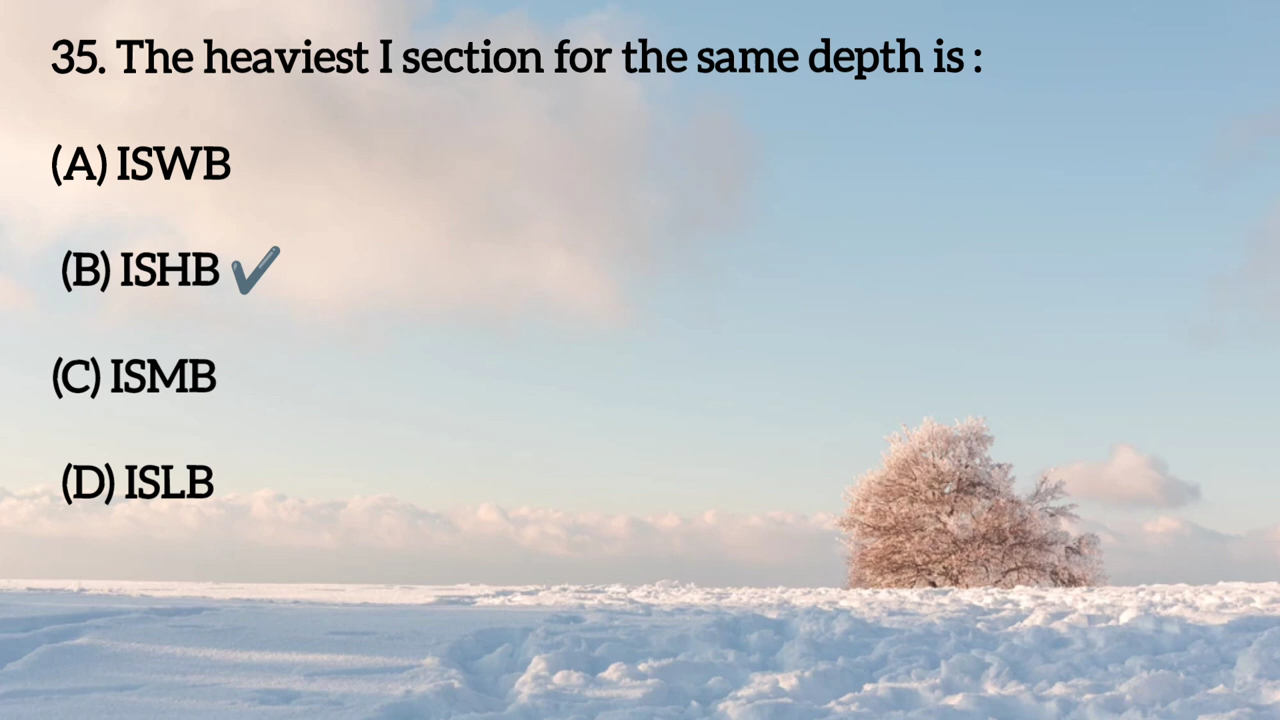 35. The heaviest I section for the same depth is :
(A) ISWB
(B) ISHB ✔
(C) ISMB
(D) ISLB